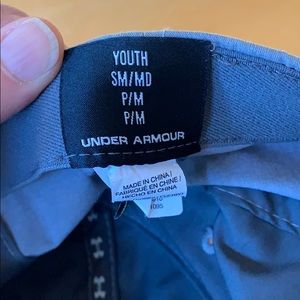 YOUTH
SM/MD
P/M
P/M
UNDER ARMOUR
MADE IN CHINA /
FABRIQUÉ EN CHINE /
HECHO EN CHINA